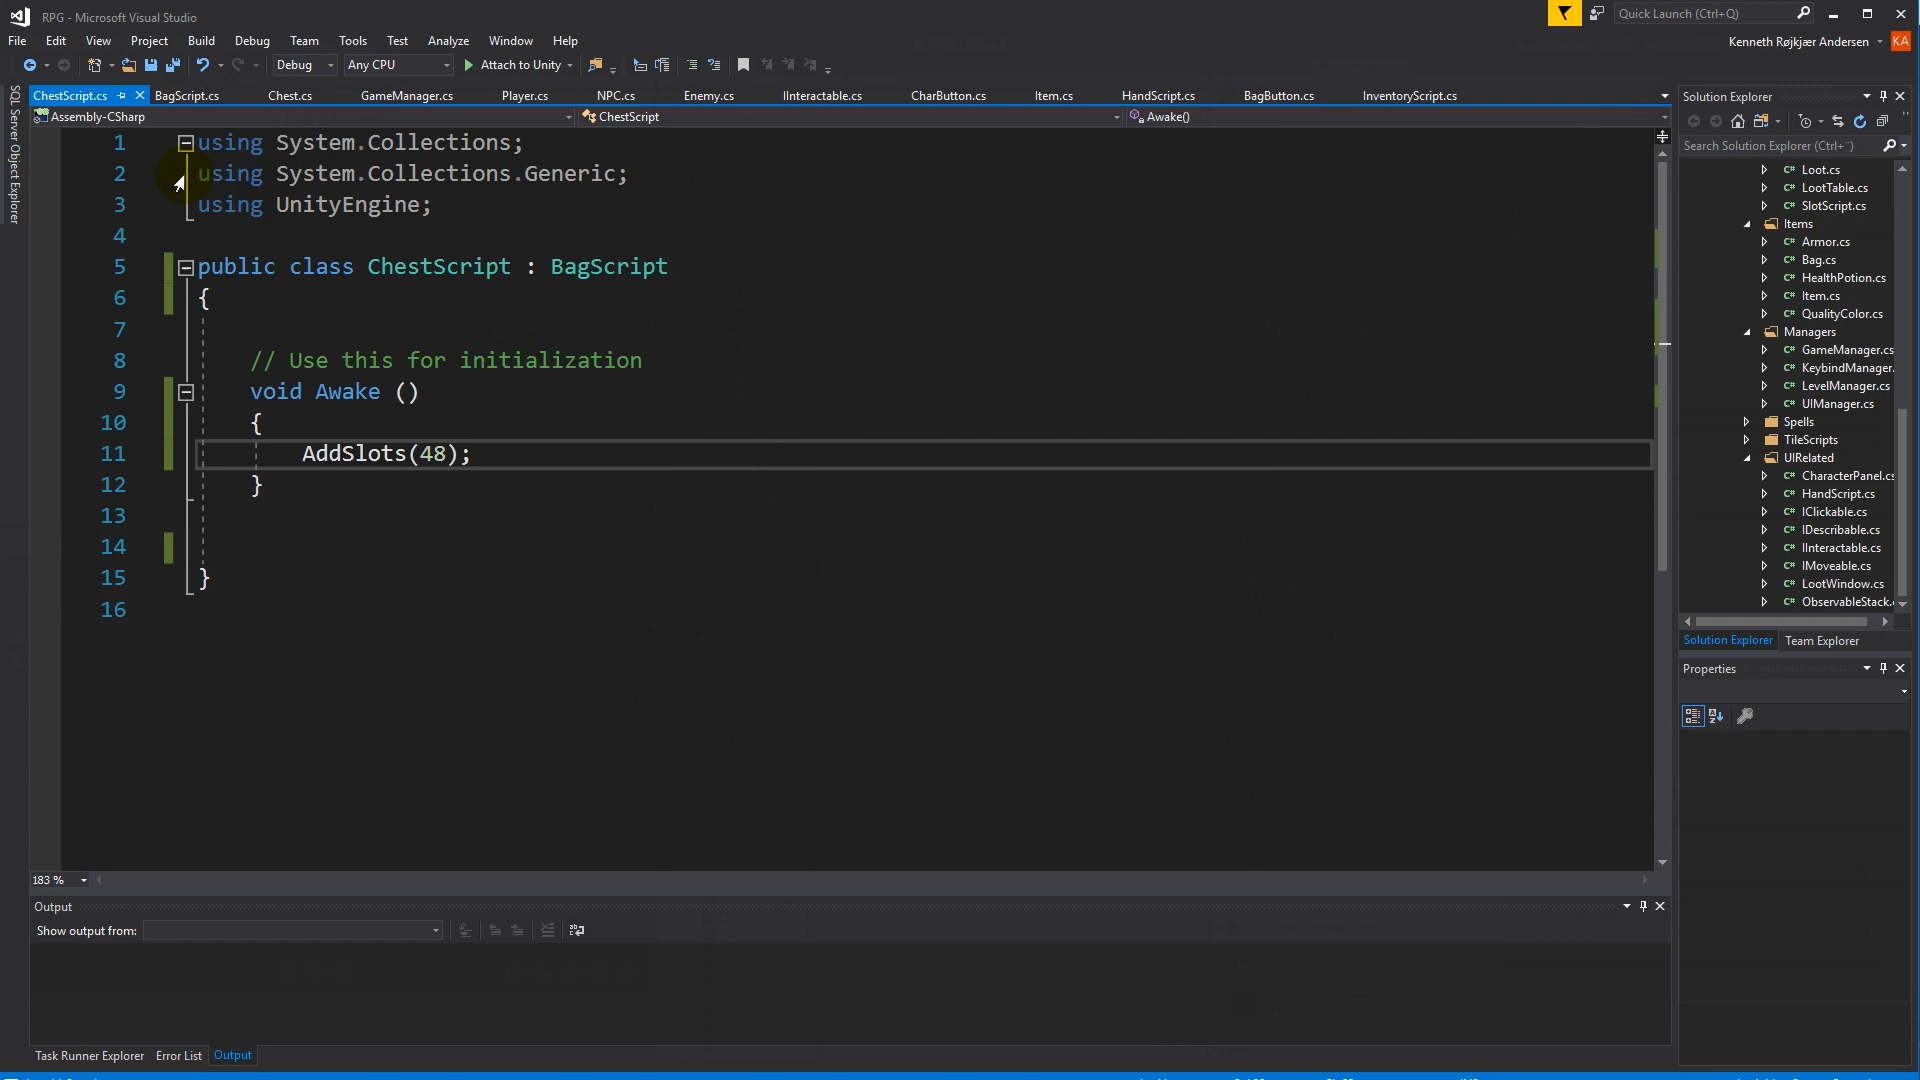 RPG - Microsoft Visual Studio
Quick Launch (Ctrl+Q)
File Edit View Project Build Debug Team Tools Test Analyze Window Help
Kenneth Røjkjær Andersen KA
Debug Any CPU Attach to Unity
SQL Server Object Explorer
ChestScript.cs BagScript.cs Chest.cs GameManager.cs Player.cs NPC.cs Enemy.cs IInteractable.cs CharButton.cs Item.cs HandScript.cs BagButton.cs InventoryScript.cs
Assembly-CSharp ChestScript Awake()
1 using System.Collections;
2 using System.Collections.Generic;
3 using UnityEngine;
4
5 public class ChestScript : BagScript
6 {
7
8 // Use this for initialization
9 void Awake ()
10 {
11 AddSlots(48);
12 }
13
14
15 }
16
183 %
Output
Show output from:
Task Runner Explorer Error List Output
Solution Explorer
Search Solution Explorer (Ctrl+¨)
C# Loot.cs
C# LootTable.cs
C# SlotScript.cs
Items
C# Armor.cs
C# Bag.cs
C# HealthPotion.cs
C# Item.cs
C# QualityColor.cs
Managers
C# GameManager.cs
C# KeybindManager.
C# LevelManager.cs
C# UIManager.cs
Spells
TileScripts
UIRelated
C# CharacterPanel.cs
C# HandScript.cs
C# IClickable.cs
C# IDescribable.cs
C# IInteractable.cs
C# IMoveable.cs
C# LootWindow.cs
C# ObservableStack.
Solution Explorer Team Explorer
Properties